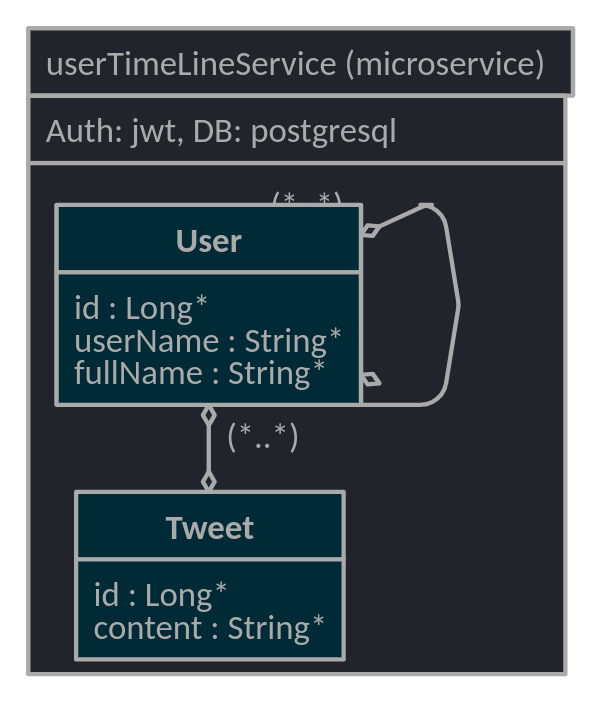 userTimeLineService (microservice)
Auth: jwt, DB: postgresql
(*..*)
User
id : Long*
userName : String*
fullName : String*
(*..*)
Tweet
id : Long*
content : String*